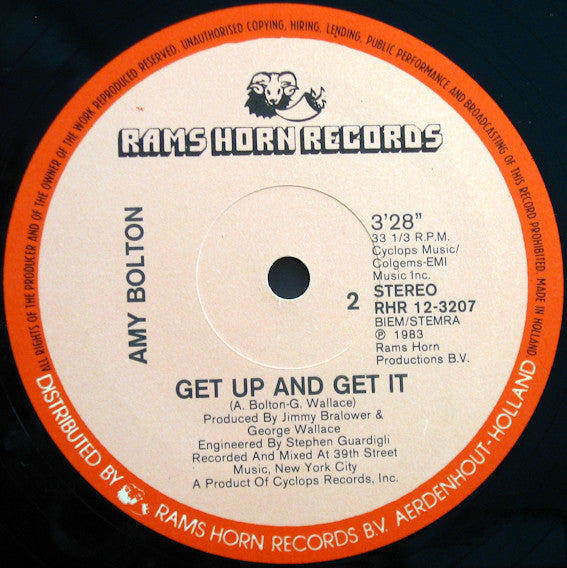 ALL RIGHTS OF THE PRODUCER AND OF THE OWNER OF THE WORK REPRODUCED RESERVED. UNAUTHORISED COPYING, HIRING, LENDING, PUBLIC PERFORMANCE AND BROADCASTING OF THIS RECORD PROHIBITED. MADE IN HOLLAND
RAMS HORN RECORDS
AMY BOLTON
3'28"
33 1/3 R.P.M.
Cyclops Music/
Colgems-EMI
Music Inc.
2
STEREO
RHR 12-3207
BIEM/STEMRA
℗ 1983
Rams Horn
Productions B.V.
GET UP AND GET IT
(A. Bolton-G. Wallace)
Produced By Jimmy Bralower &
George Wallace
Engineered By Stephen Guardigli
Recorded And Mixed At 39th Street
Music, New York City
A Product Of Cyclops Records, Inc.
DISTRIBUTED BY RAMS HORN RECORDS B.V. AERDENHOUT-HOLLAND